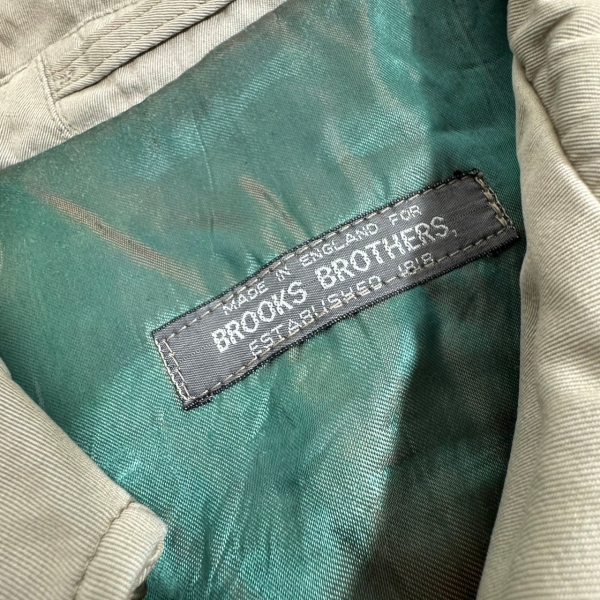 MADE IN ENGLAND FOR
BROOKS BROTHERS,
ESTABLISHED 1818